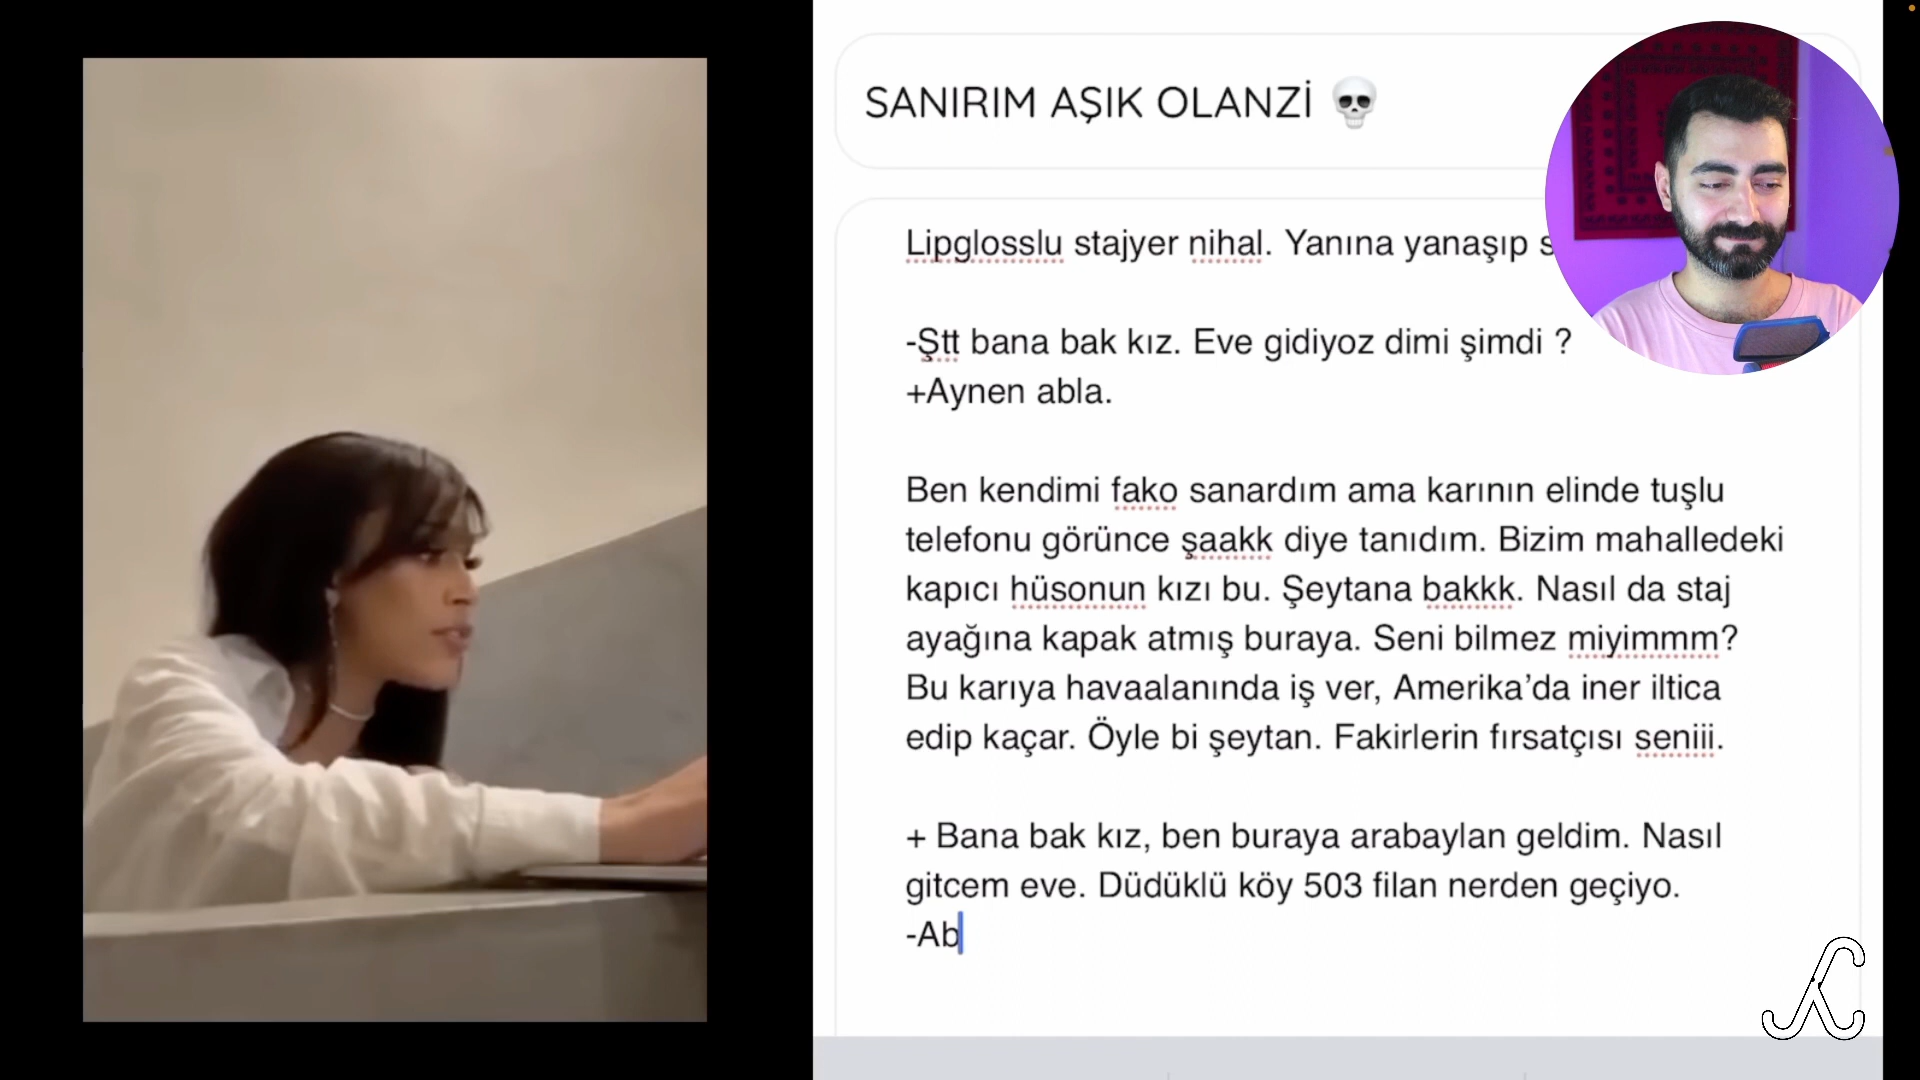 SANIRIM AŞIK OLANZİ 💀
Lipglosslu stajyer nihal. Yanına yanaşıp
-Ştt bana bak kız. Eve gidiyoz dimi şimdi ?
+Aynen abla.
Ben kendimi fako sanardım ama karının elinde tuşlu
telefonu görünce şaakk diye tanıdım. Bizim mahalledeki
kapıcı hüsonun kızı bu. Şeytana bakkk. Nasıl da staj
ayağına kapak atmış buraya. Seni bilmez miyimmm?
Bu karıya havaalanında iş ver, Amerika’da iner iltica
edip kaçar. Öyle bi şeytan. Fakirlerin fırsatçısı seniii.
+ Bana bak kız, ben buraya arabaylan geldim. Nasıl
gitcem eve. Düdüklü köy 503 filan nerden geçiyo.
-Ab